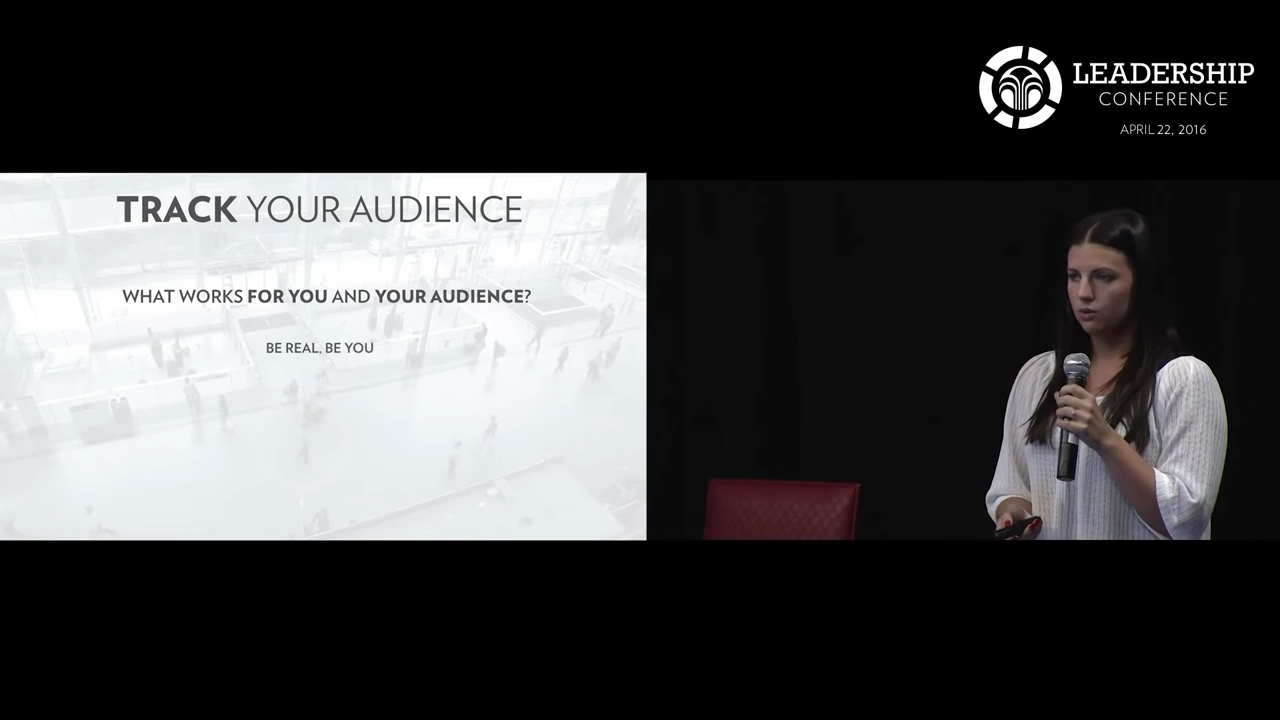 LEADERSHIP
CONFERENCE
APRIL 22, 2016
TRACK YOUR AUDIENCE
WHAT WORKS FOR YOU AND YOUR AUDIENCE?
BE REAL, BE YOU